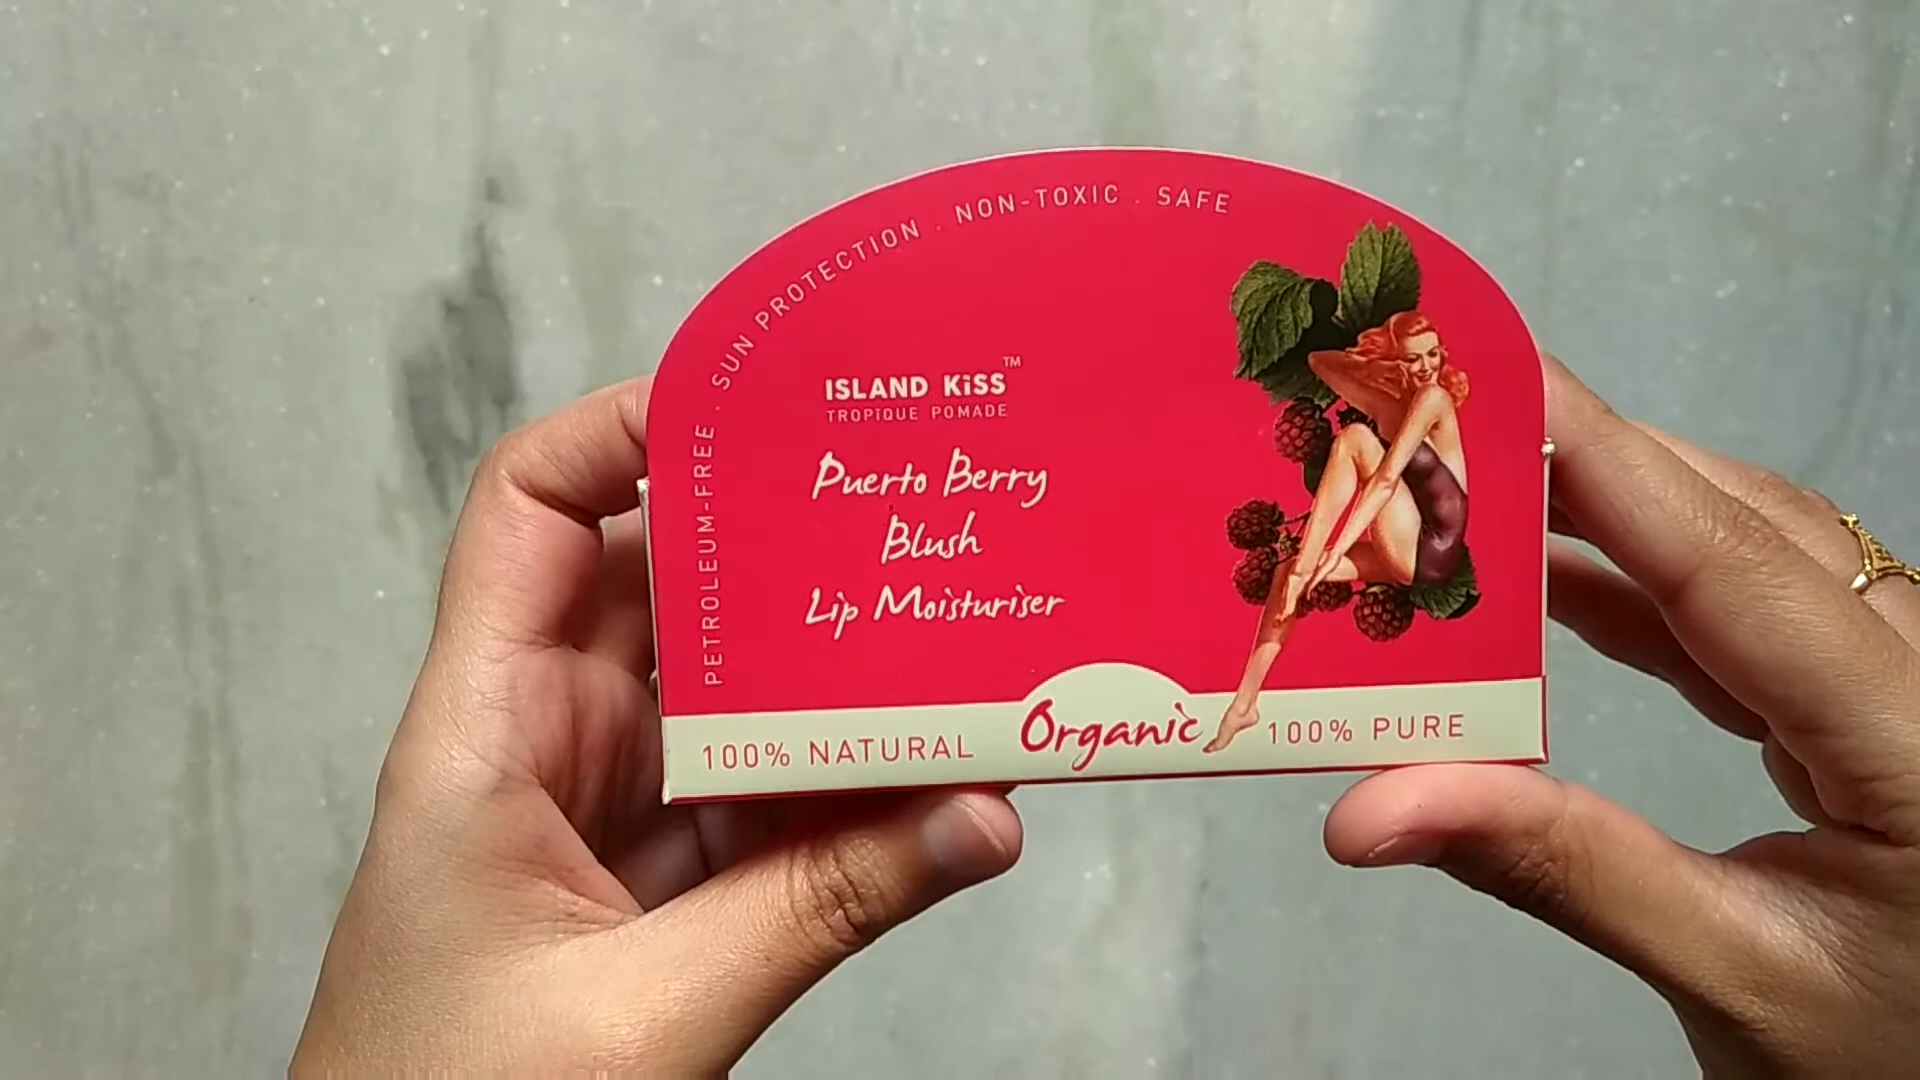 PETROLEUM-FREE . SUN PROTECTION . NON-TOXIC . SAFE
ISLAND KiSS™
TROPiQUE POMADE
Puerto Berry
Blush
Lip Moisturiser
100% NATURAL Organic 100% PURE